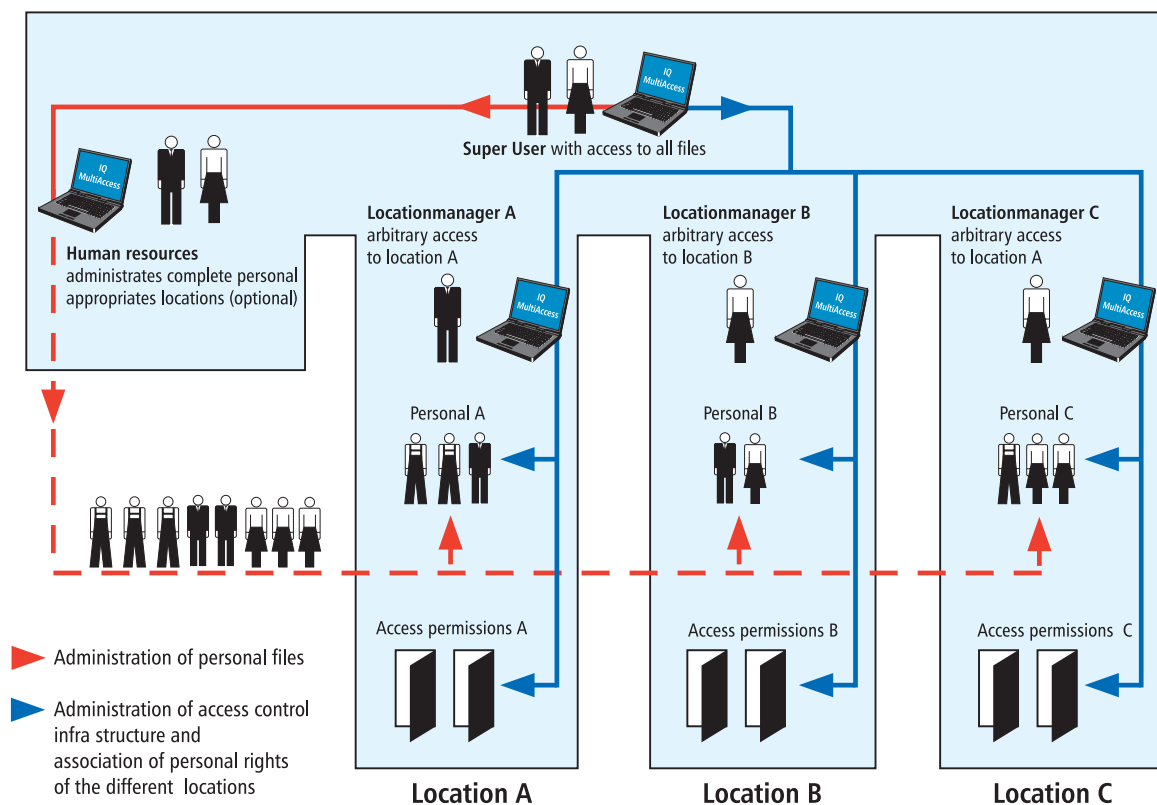 IQ
MultiAccess
Super User with access to all files
IQ
MultiAccess
Human resources
administrates complete personal
appropriates locations (optional)
Locationmanager A
arbitrary access
to location A
IQ
MultiAccess
Locationmanager B
arbitrary access
to location B
IQ
MultiAccess
Locationmanager C
arbitrary access
to location A
IQ
MultiAccess
Personal A
Personal B
Personal C
Access permissions A
Access permissions B
Access permissions C
Administration of personal files
Administration of access control
infra structure and
association of personal rights
of the different locations
Location A
Location B
Location C